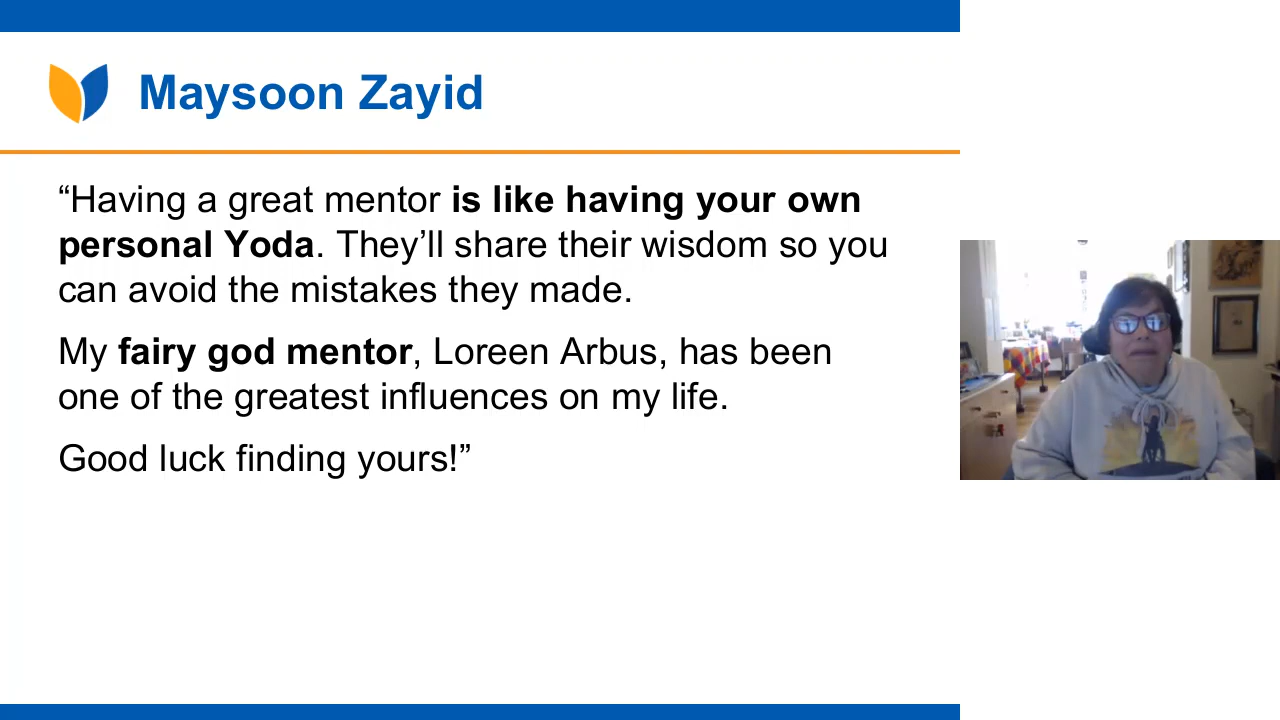 Maysoon Zayid
“Having a great mentor is like having your own
personal Yoda. They’ll share their wisdom so you
can avoid the mistakes they made.
My fairy god mentor, Loreen Arbus, has been
one of the greatest influences on my life.
Good luck finding yours!”